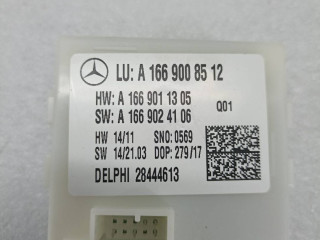 LU: A 166 900 85 12
HW: A 166 901 13 05
SW: A 166 902 41 06 Q01
HW 14/11 SNO: 0569
SW 14/21.03 DOP: 279/17
DELPHI 28444613